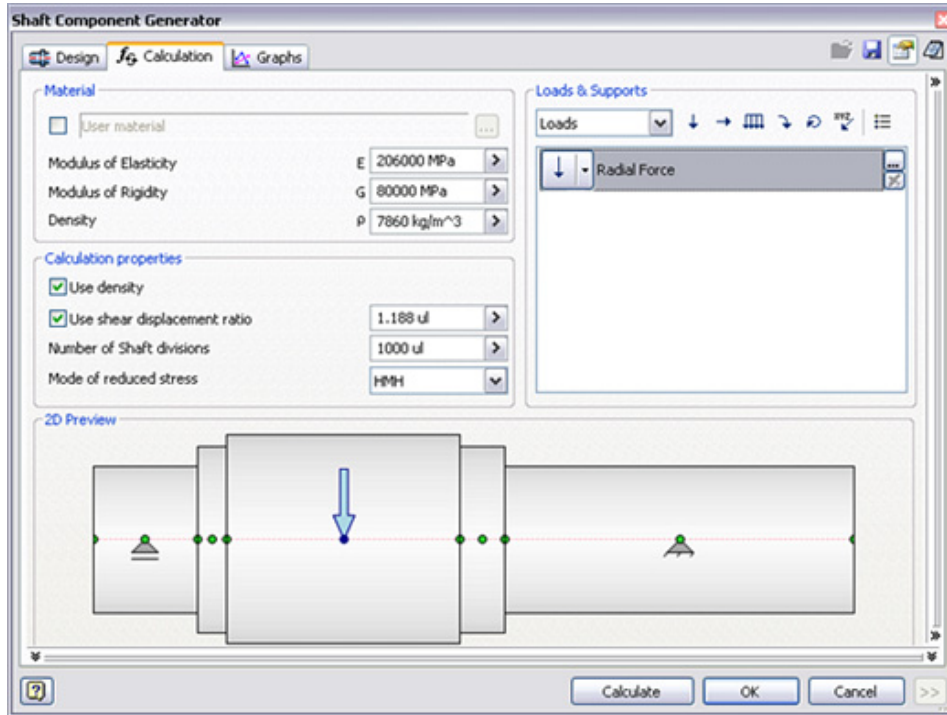 Shaft Component Generator
Design
Calculation
Graphs
Material
User material
...
Modulus of Elasticity E 206000 MPa
Modulus of Rigidity G 80000 MPa
Density ρ 7860 kg/m^3
Calculation properties
Use density
Use shear displacement ratio 1.188 ul
Number of Shaft divisions 1000 ul
Mode of reduced stress HMH
Loads & Supports
Loads
Radial Force
...
2D Preview
Calculate
OK
Cancel
>>